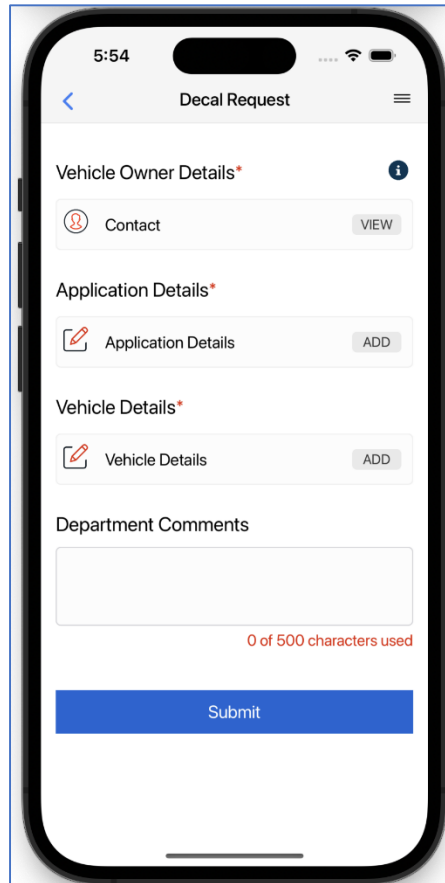 5:54
Decal Request
Vehicle Owner Details*
Contact VIEW
Application Details*
Application Details ADD
Vehicle Details*
Vehicle Details ADD
Department Comments
0 of 500 characters used
Submit